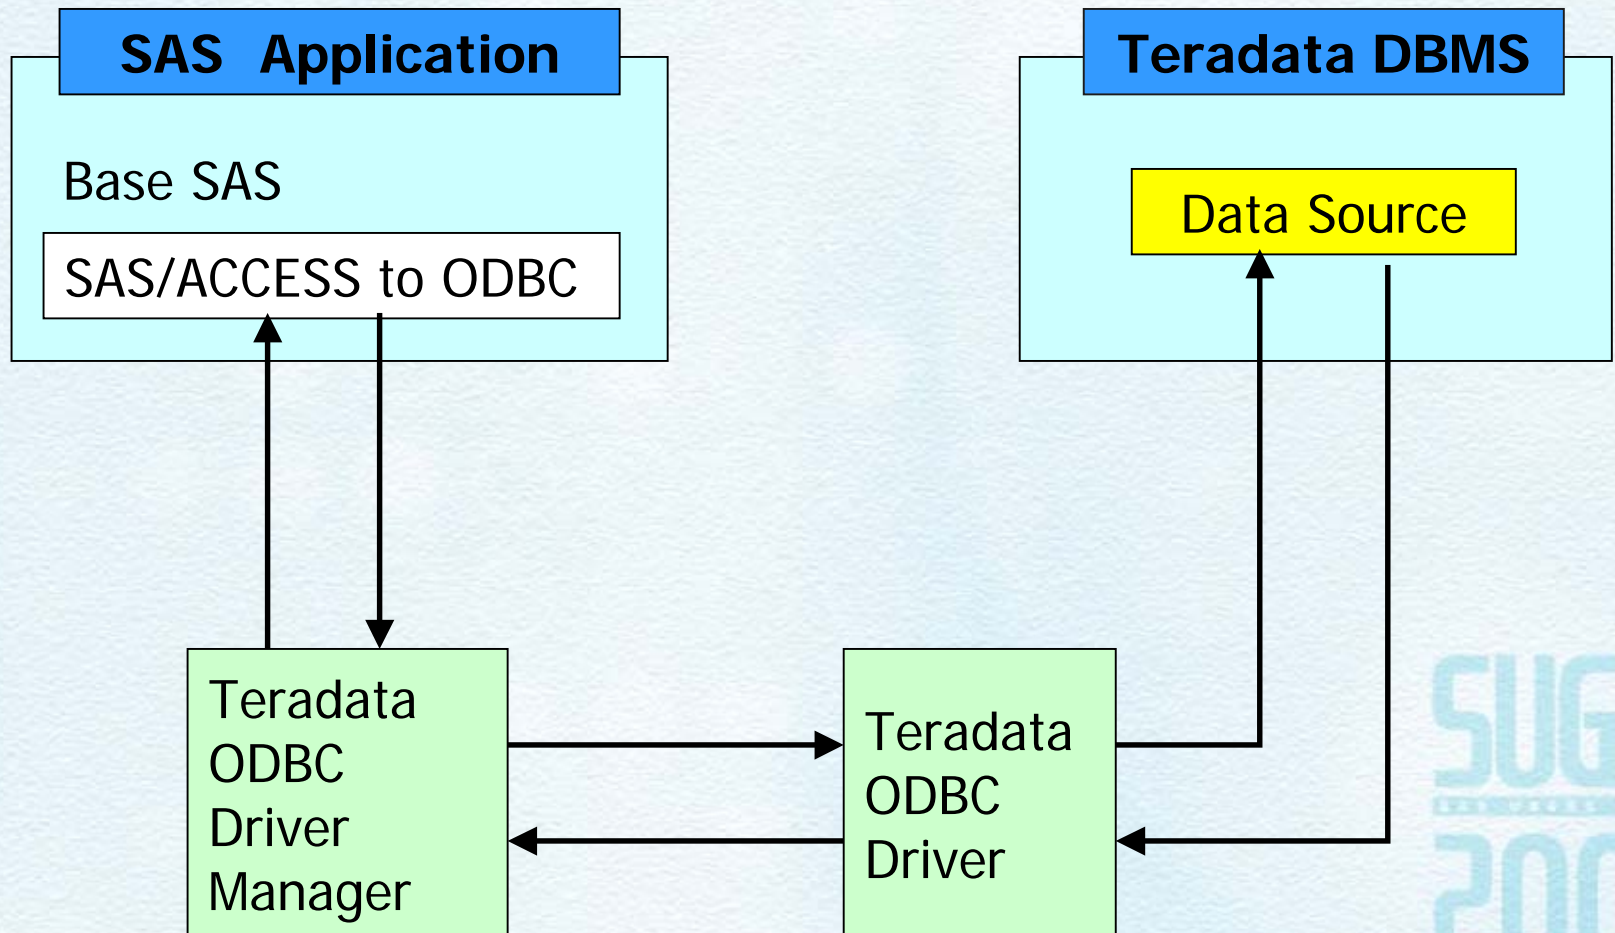 SAS Application
Base SAS
SAS/ACCESS to ODBC
Teradata DBMS
Data Source
Teradata
ODBC
Driver
Manager
Teradata
ODBC
Driver